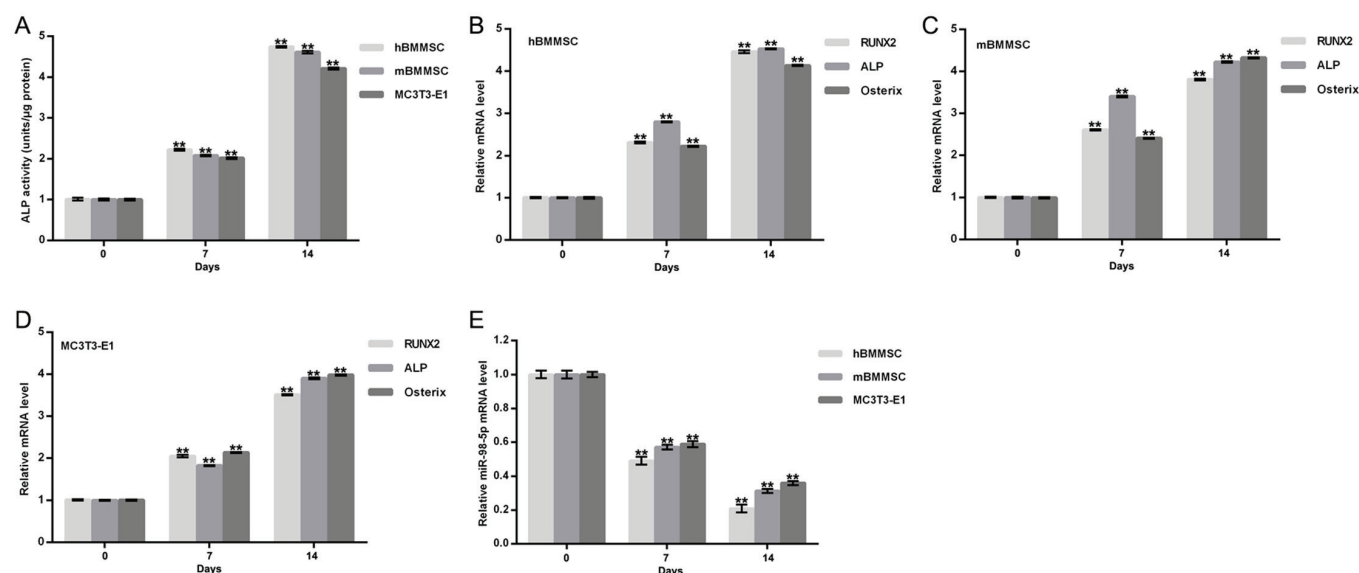 A
ALP activity (units/µg protein)
5
4
3
2
1
0
** ** **
** ** **
0 7 14
Days
hBMMSC
mBMMSC
MC3T3-E1
B
hBMMSC
Relative mRNA level
5
4
3
2
1
0
** ** **
** ** **
0 7 14
Days
RUNX2
ALP
Osterix
C
mBMMSC
Relative mRNA level
5
4
3
2
1
0
** ** **
** ** **
0 7 14
Days
RUNX2
ALP
Osterix
D
MC3T3-E1
Relative mRNA level
5
4
3
2
1
0
** ** **
** ** **
0 7 14
Days
RUNX2
ALP
Osterix
E
Relative miR-98-5p mRNA level
1.2
1.0
0.8
0.6
0.4
0.2
0.0
** ** **
** ** **
0 7 14
Days
hBMMSC
mBMMSC
MC3T3-E1